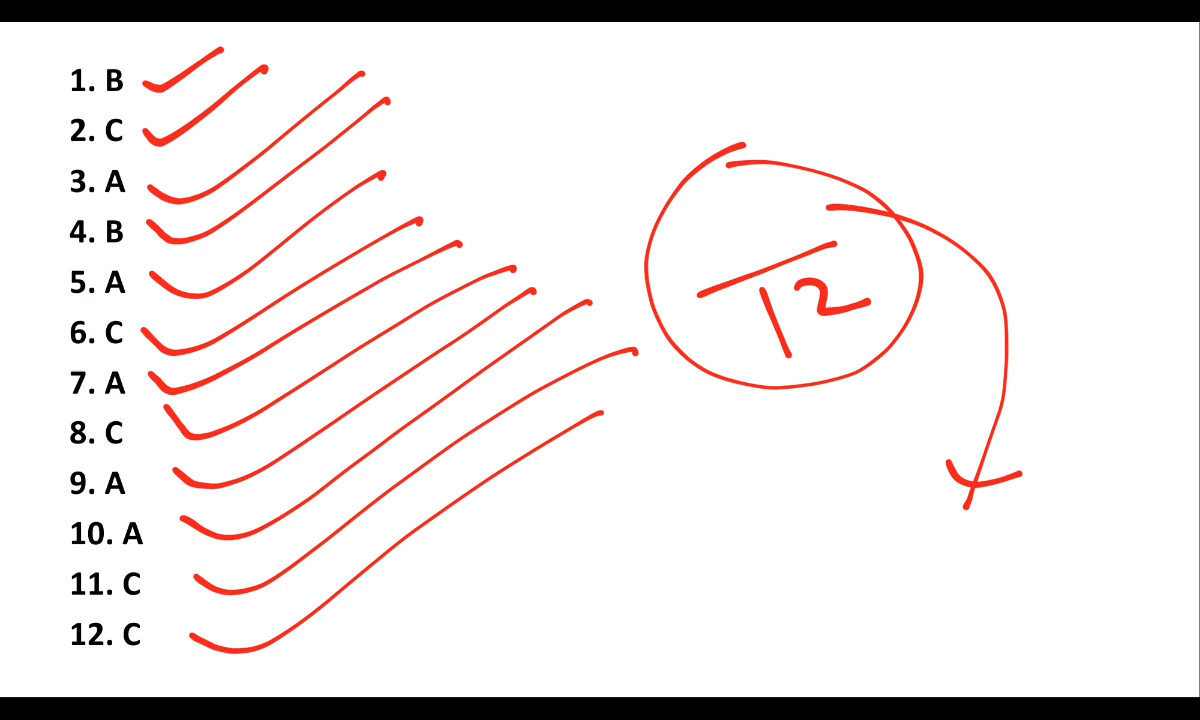 1. B
2. C
3. A
4. B
5. A
6. C
7. A
8. C
9. A
10. A
11. C
12. C
12